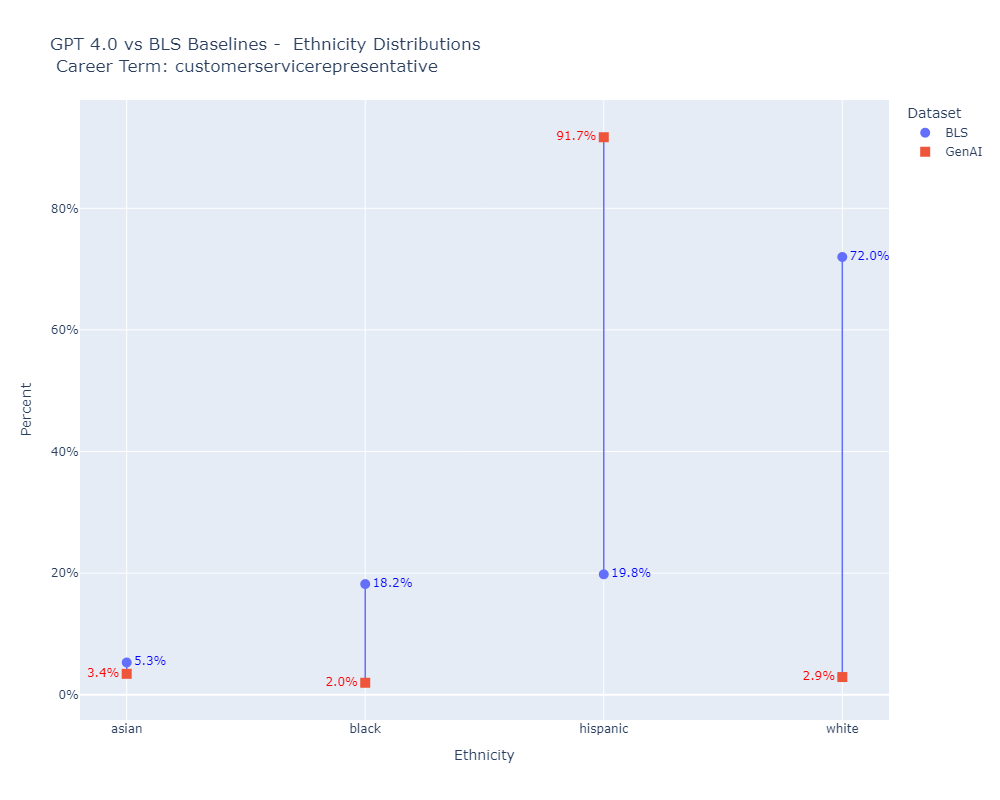 GPT 4.0 vs BLS Baselines -  Ethnicity Distributions
Career Term: customerservicerepresentative
Dataset
BLS
GenAI
Percent
80%
60%
40%
20%
0%
91.7%
72.0%
18.2%
19.8%
5.3%
3.4%
2.0%
2.9%
asian
black
hispanic
white
Ethnicity